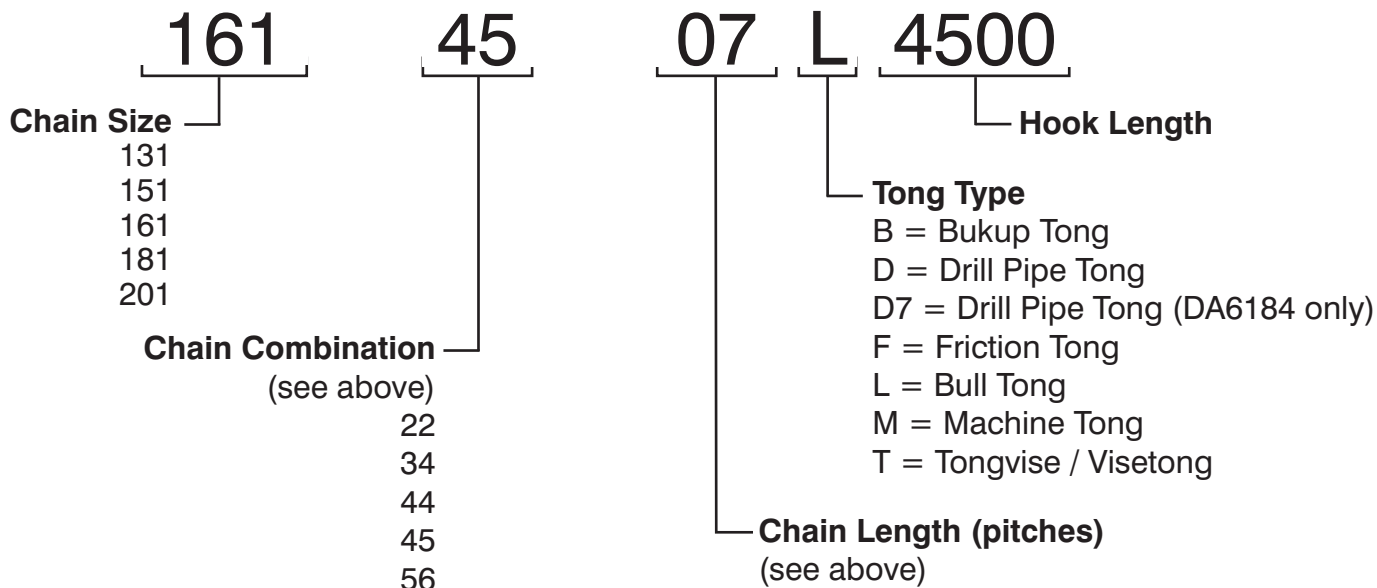 161 45 07 L 4500
Chain Size
131
151
161
181
201
Chain Combination
(see above)
22
34
44
45
56
Hook Length
Tong Type
B = Bukup Tong
D = Drill Pipe Tong
D7 = Drill Pipe Tong (DA6184 only)
F = Friction Tong
L = Bull Tong
M = Machine Tong
T = Tongvise / Visetong
Chain Length (pitches)
(see above)